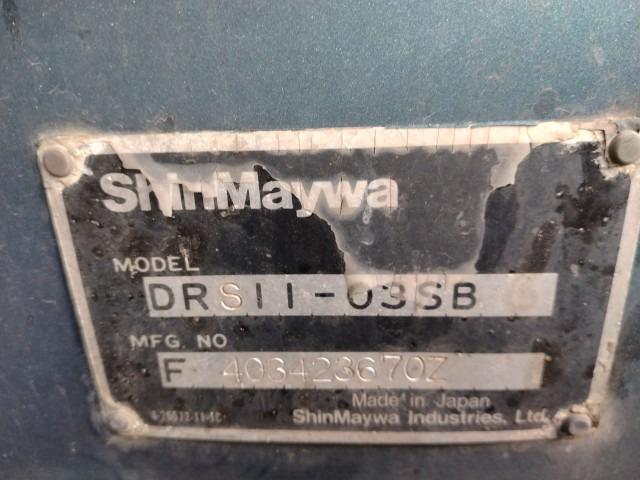 ShinMaywa
MODEL
DRS11-03SB
MFG. NO
F 403423670Z
Made in Japan
ShinMaywa Industries, Ltd.